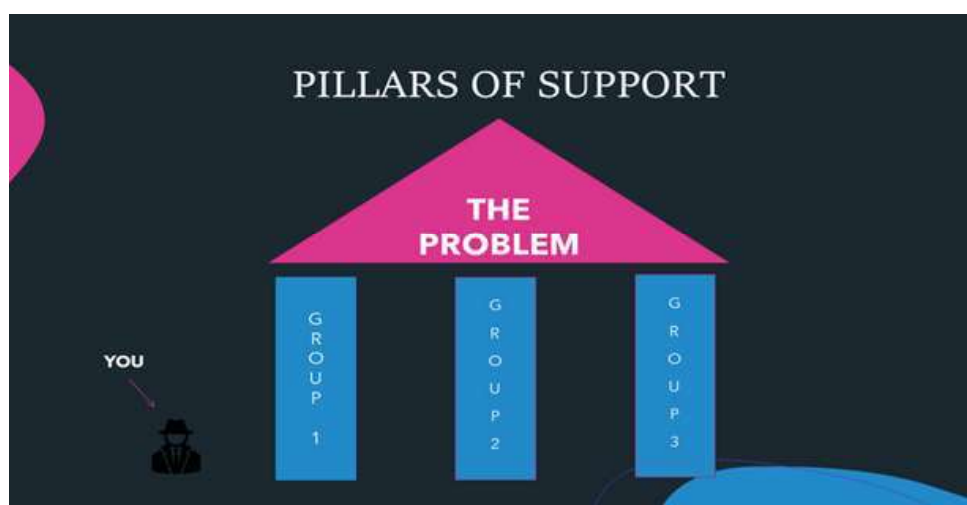 PILLARS OF SUPPORT
THE
PROBLEM
GROUP 1
GROUP 2
GROUP 3
YOU